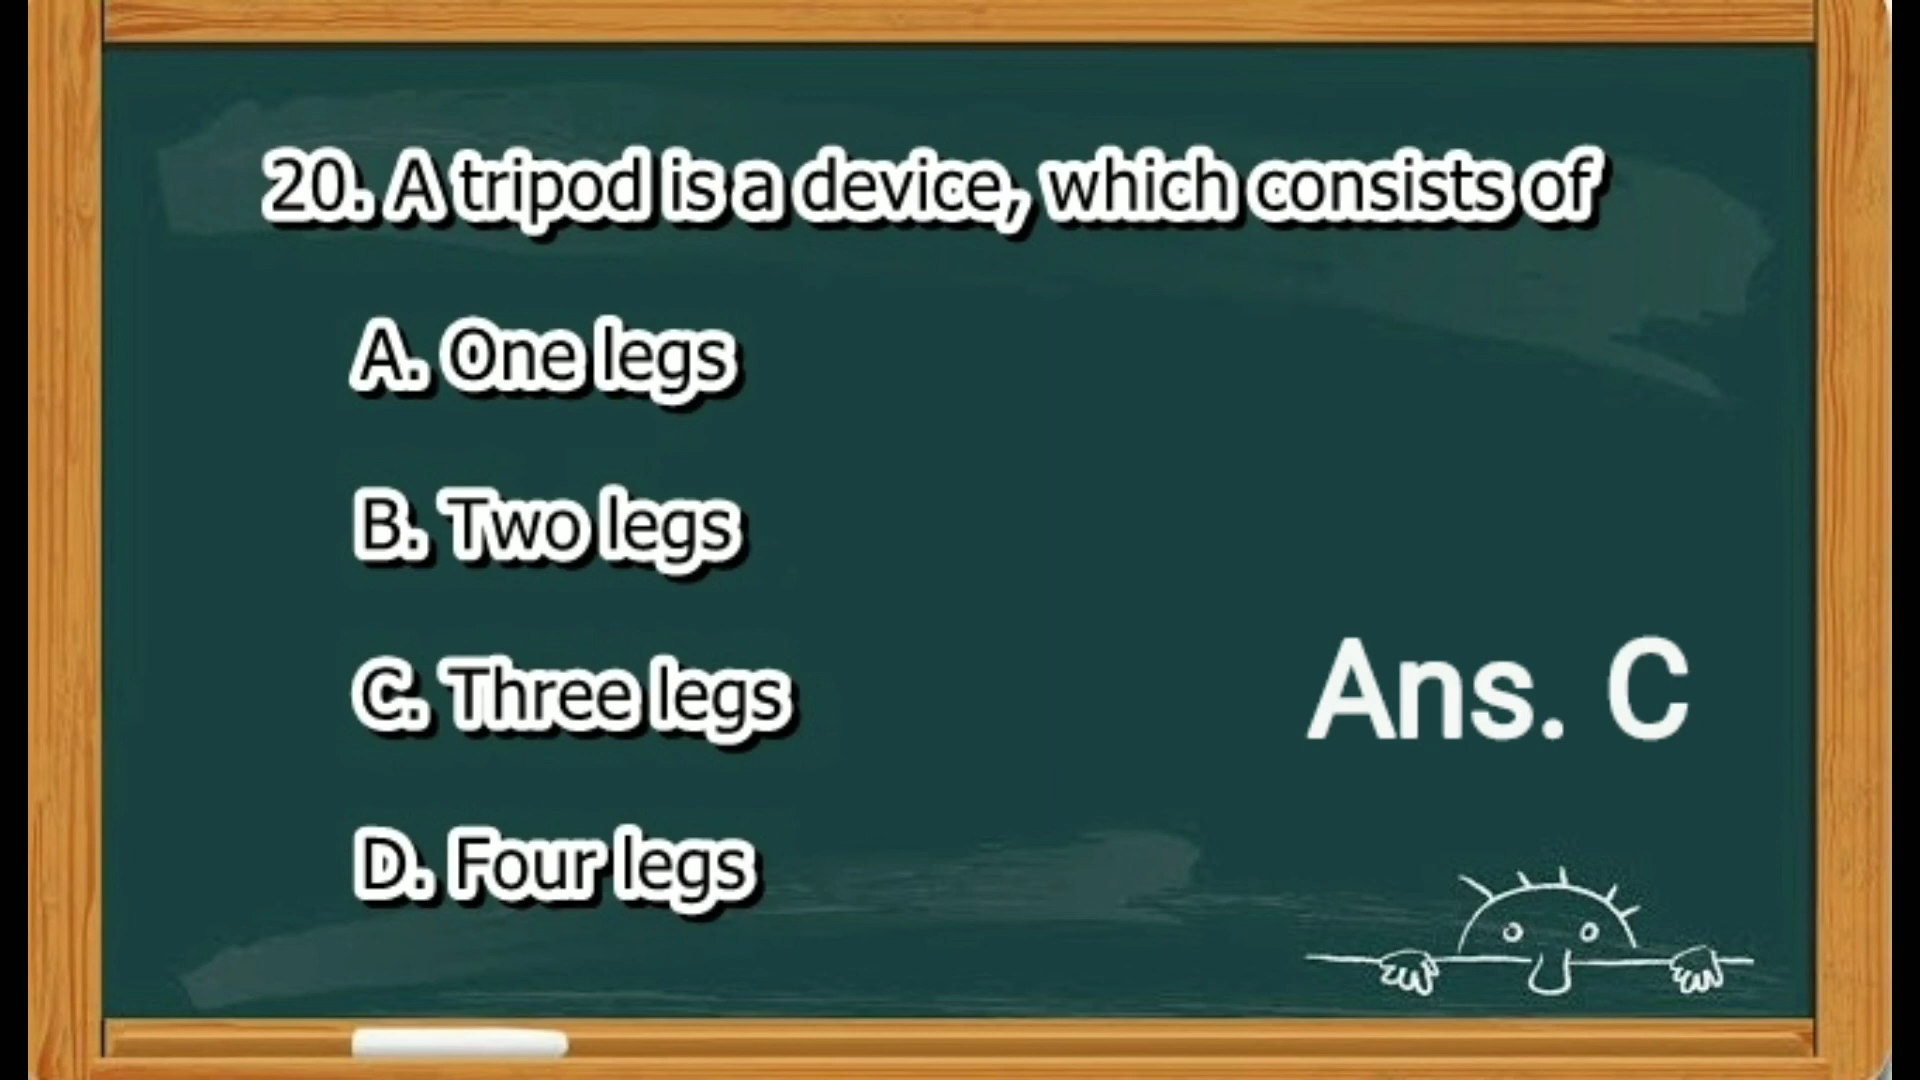 20. A tripod is a device, which consists of
A. One legs
B. Two legs
C. Three legs
Ans. C
D. Four legs